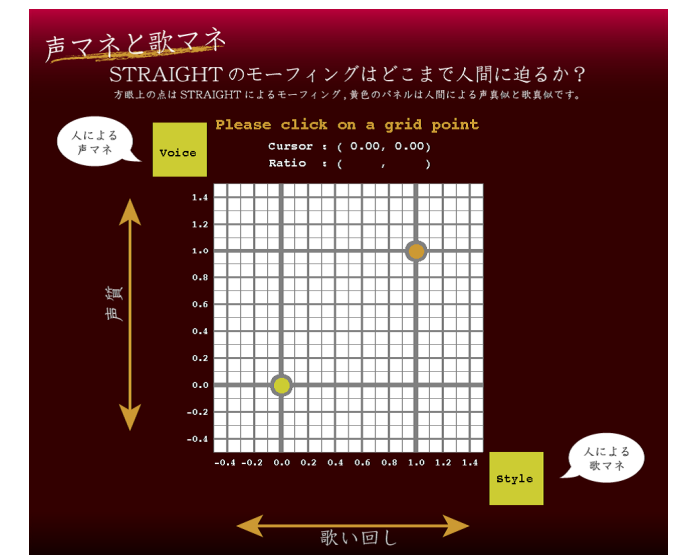 声マネと歌マネ
STRAIGHTのモーフィングはどこまで人間に迫るか？
方眼上の点はSTRAIGHTによるモーフィング,黄色のパネルは人間による声真似と歌真似です。
人による
声マネ
Voice
Please click on a grid point
Cursor : ( 0.00, 0.00)
Ratio : ( , )
1.4
1.2
1.0
0.8
0.6
0.4
0.2
0.0
-0.2
-0.4
声質
-0.4 -0.2 0.0 0.2 0.4 0.6 0.8 1.0 1.2 1.4
Style
人による
歌マネ
歌い回し